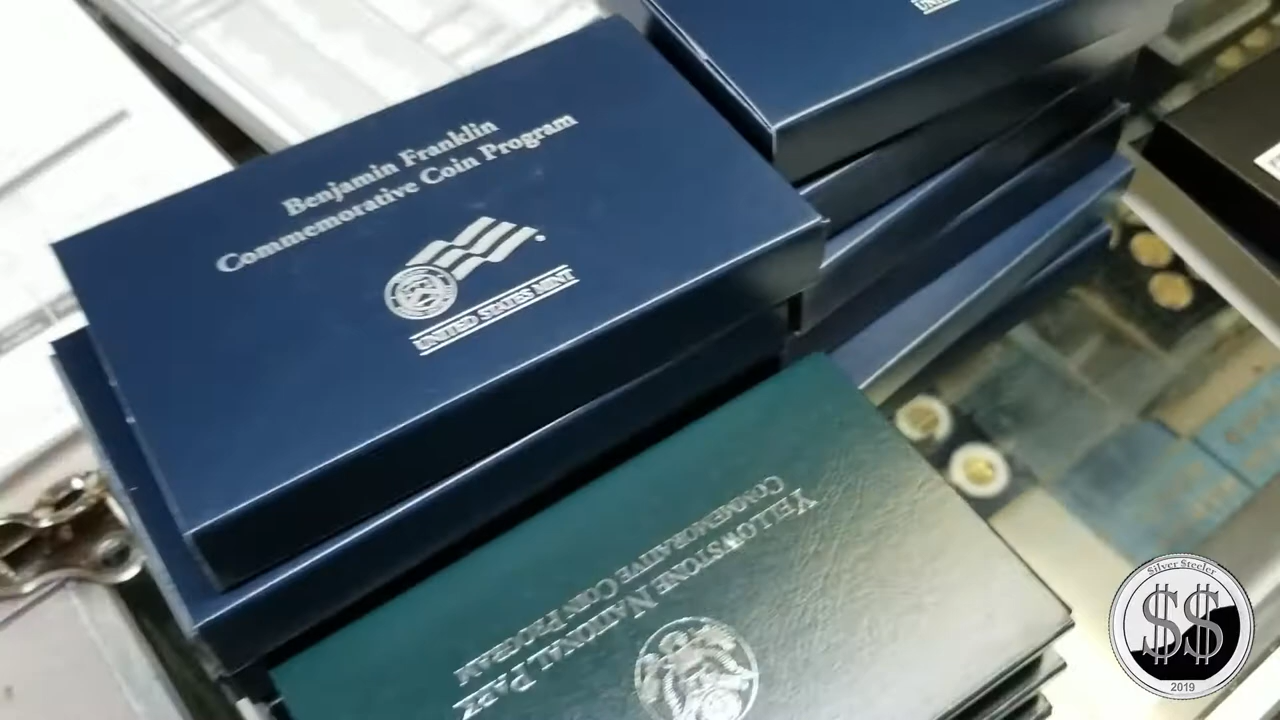 Benjamin Franklin
Commemorative Coin Program
UNITED STATES MINT
YELLOWSTONE NATIONAL PARK
COMMEMORATIVE COIN PROGRAM
Silver Steeler
$$
2019